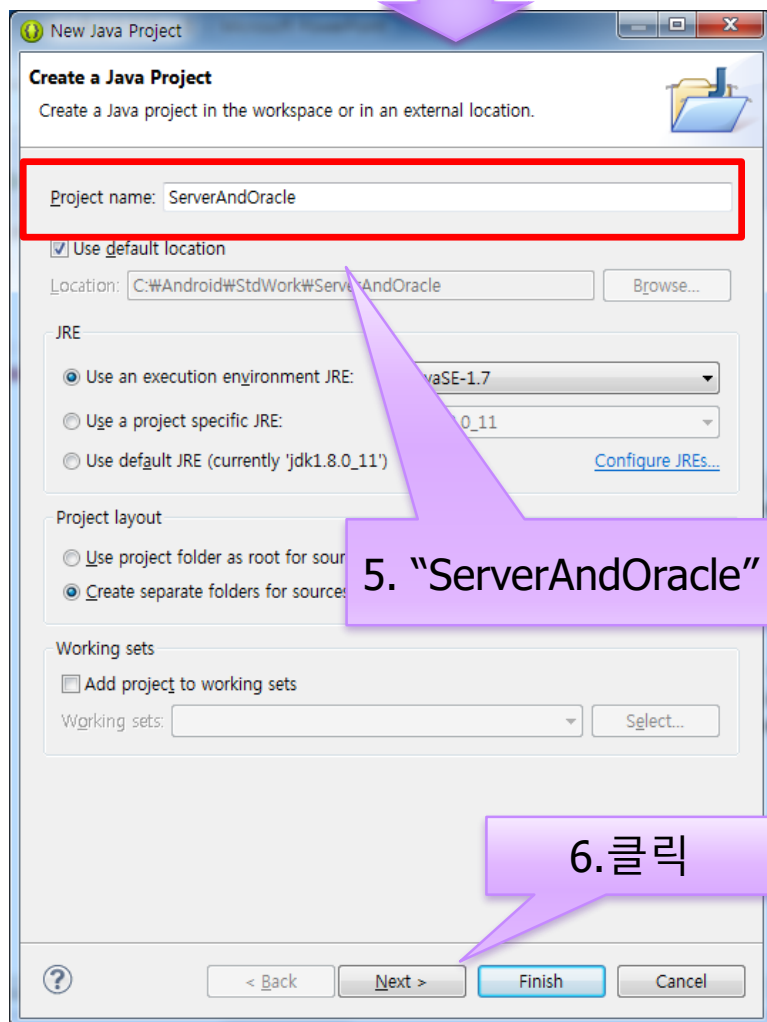 New Java Project
Create a Java Project
Create a Java project in the workspace or in an external location.
Project name: ServerAndOracle
Use default location
Location: C:₩Android₩StdWork₩ServerAndOracle Browse...
JRE
Use an execution environment JRE: vaSE-1.7
Use a project specific JRE: .0_11
Use default JRE (currently 'jdk1.8.0_11') Configure JREs...
Project layout
Use project folder as root for sour
Create separate folders for sources
5. “ServerAndOracle”
Working sets
Add project to working sets
Working sets: Select...
6.클릭
< Back Next > Finish Cancel